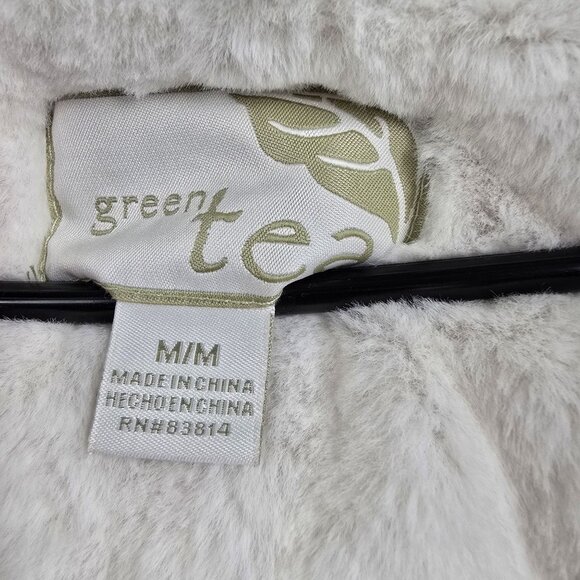 green
tea
M/M
MADE IN CHINA
HECHO EN CHINA
RN#83814